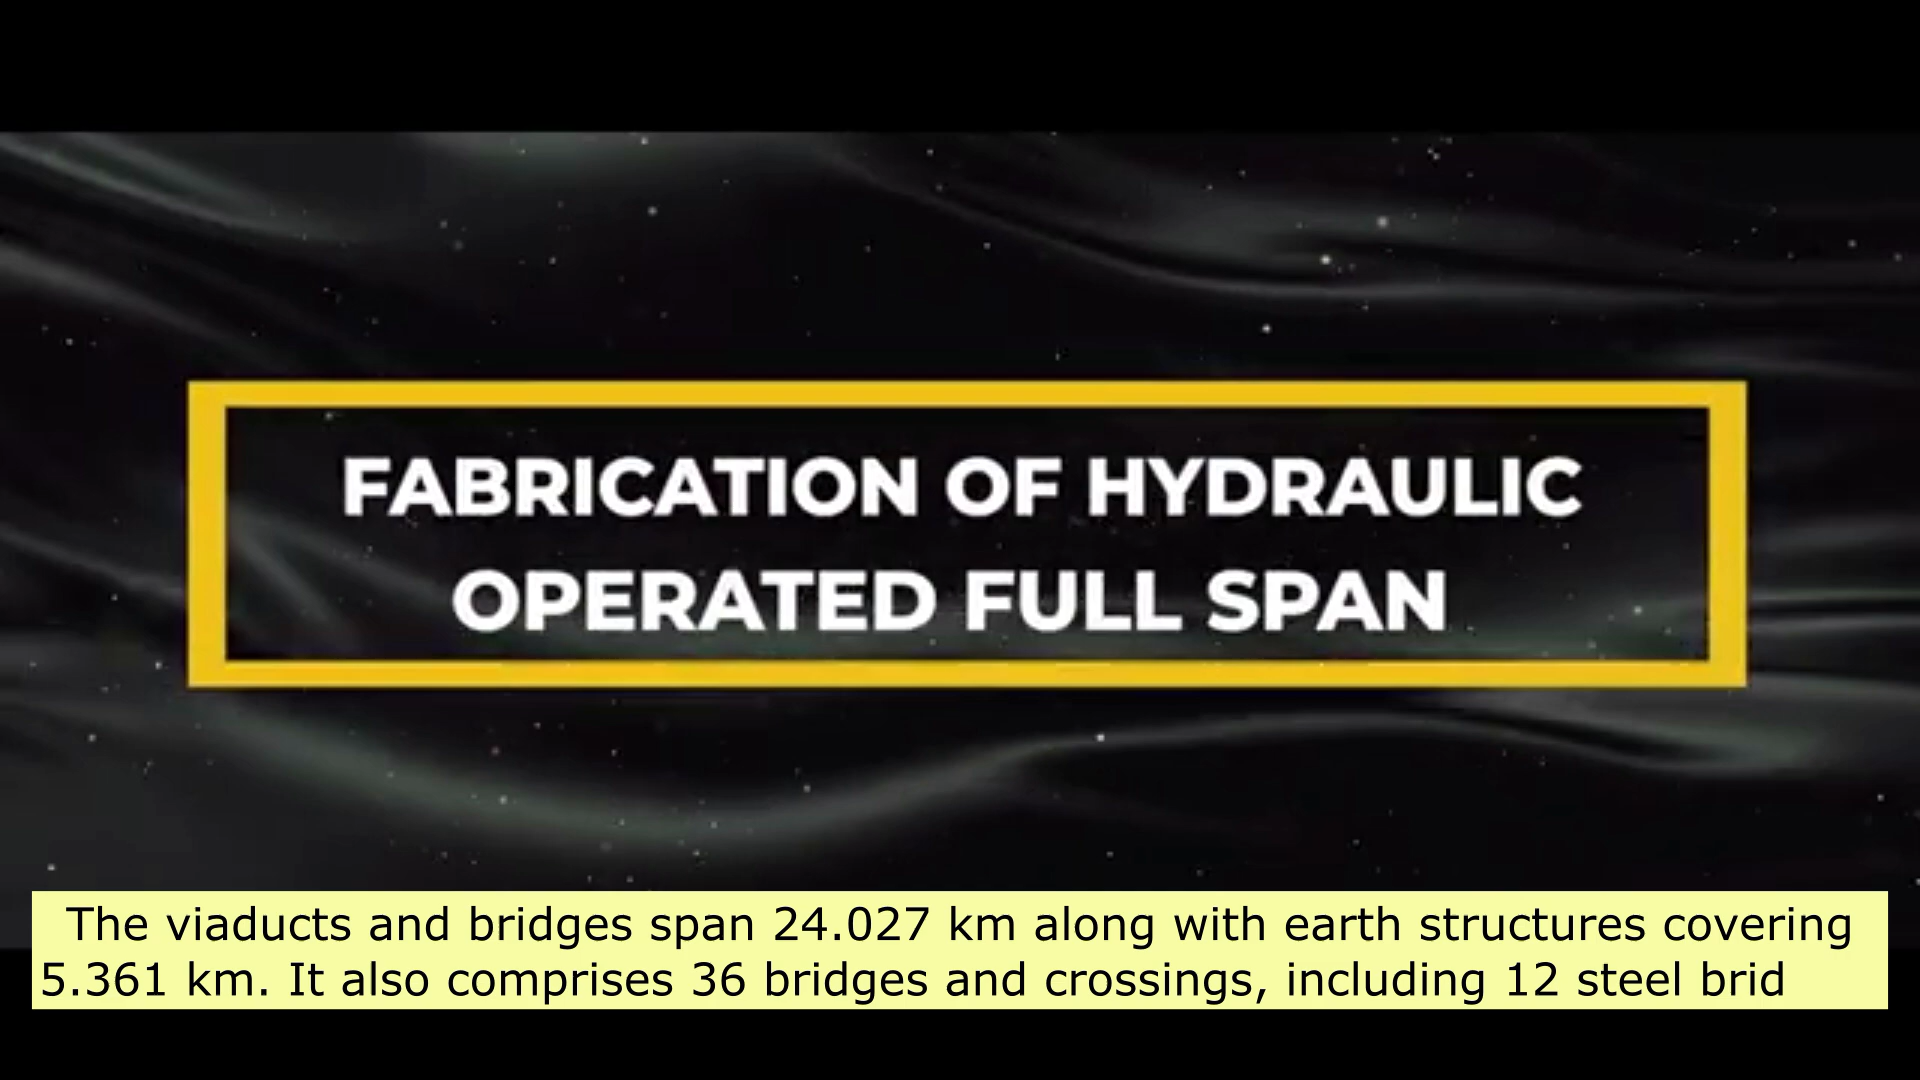 FABRICATION OF HYDRAULIC
OPERATED FULL SPAN
The viaducts and bridges span 24.027 km along with earth structures covering
5.361 km. It also comprises 36 bridges and crossings, including 12 steel brid